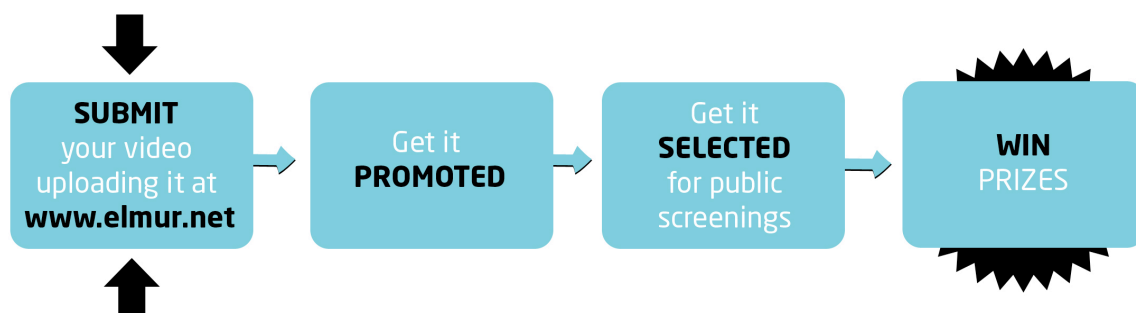 SUBMIT
your video
uploading it at
www.elmur.net
Get it
PROMOTED
Get it
SELECTED
for public
screenings
WIN
PRIZES